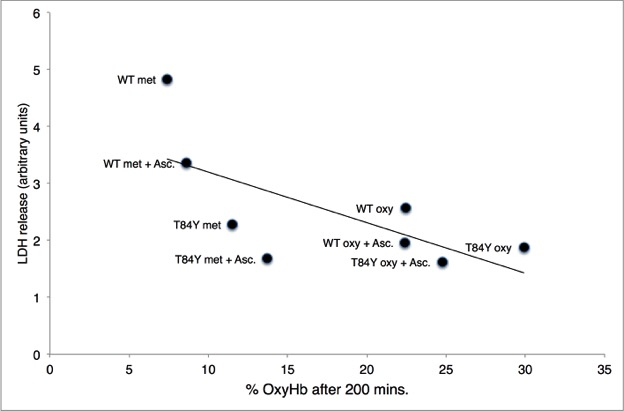 6
5
WT met
4
WT met + Asc.
3
WT oxy
T84Y met
2
WT oxy + Asc.
T84Y oxy
T84Y met + Asc.
T84Y oxy + Asc.
1
0
LDH release (arbitrary units)
0 5 10 15 20 25 30 35
% OxyHb after 200 mins.